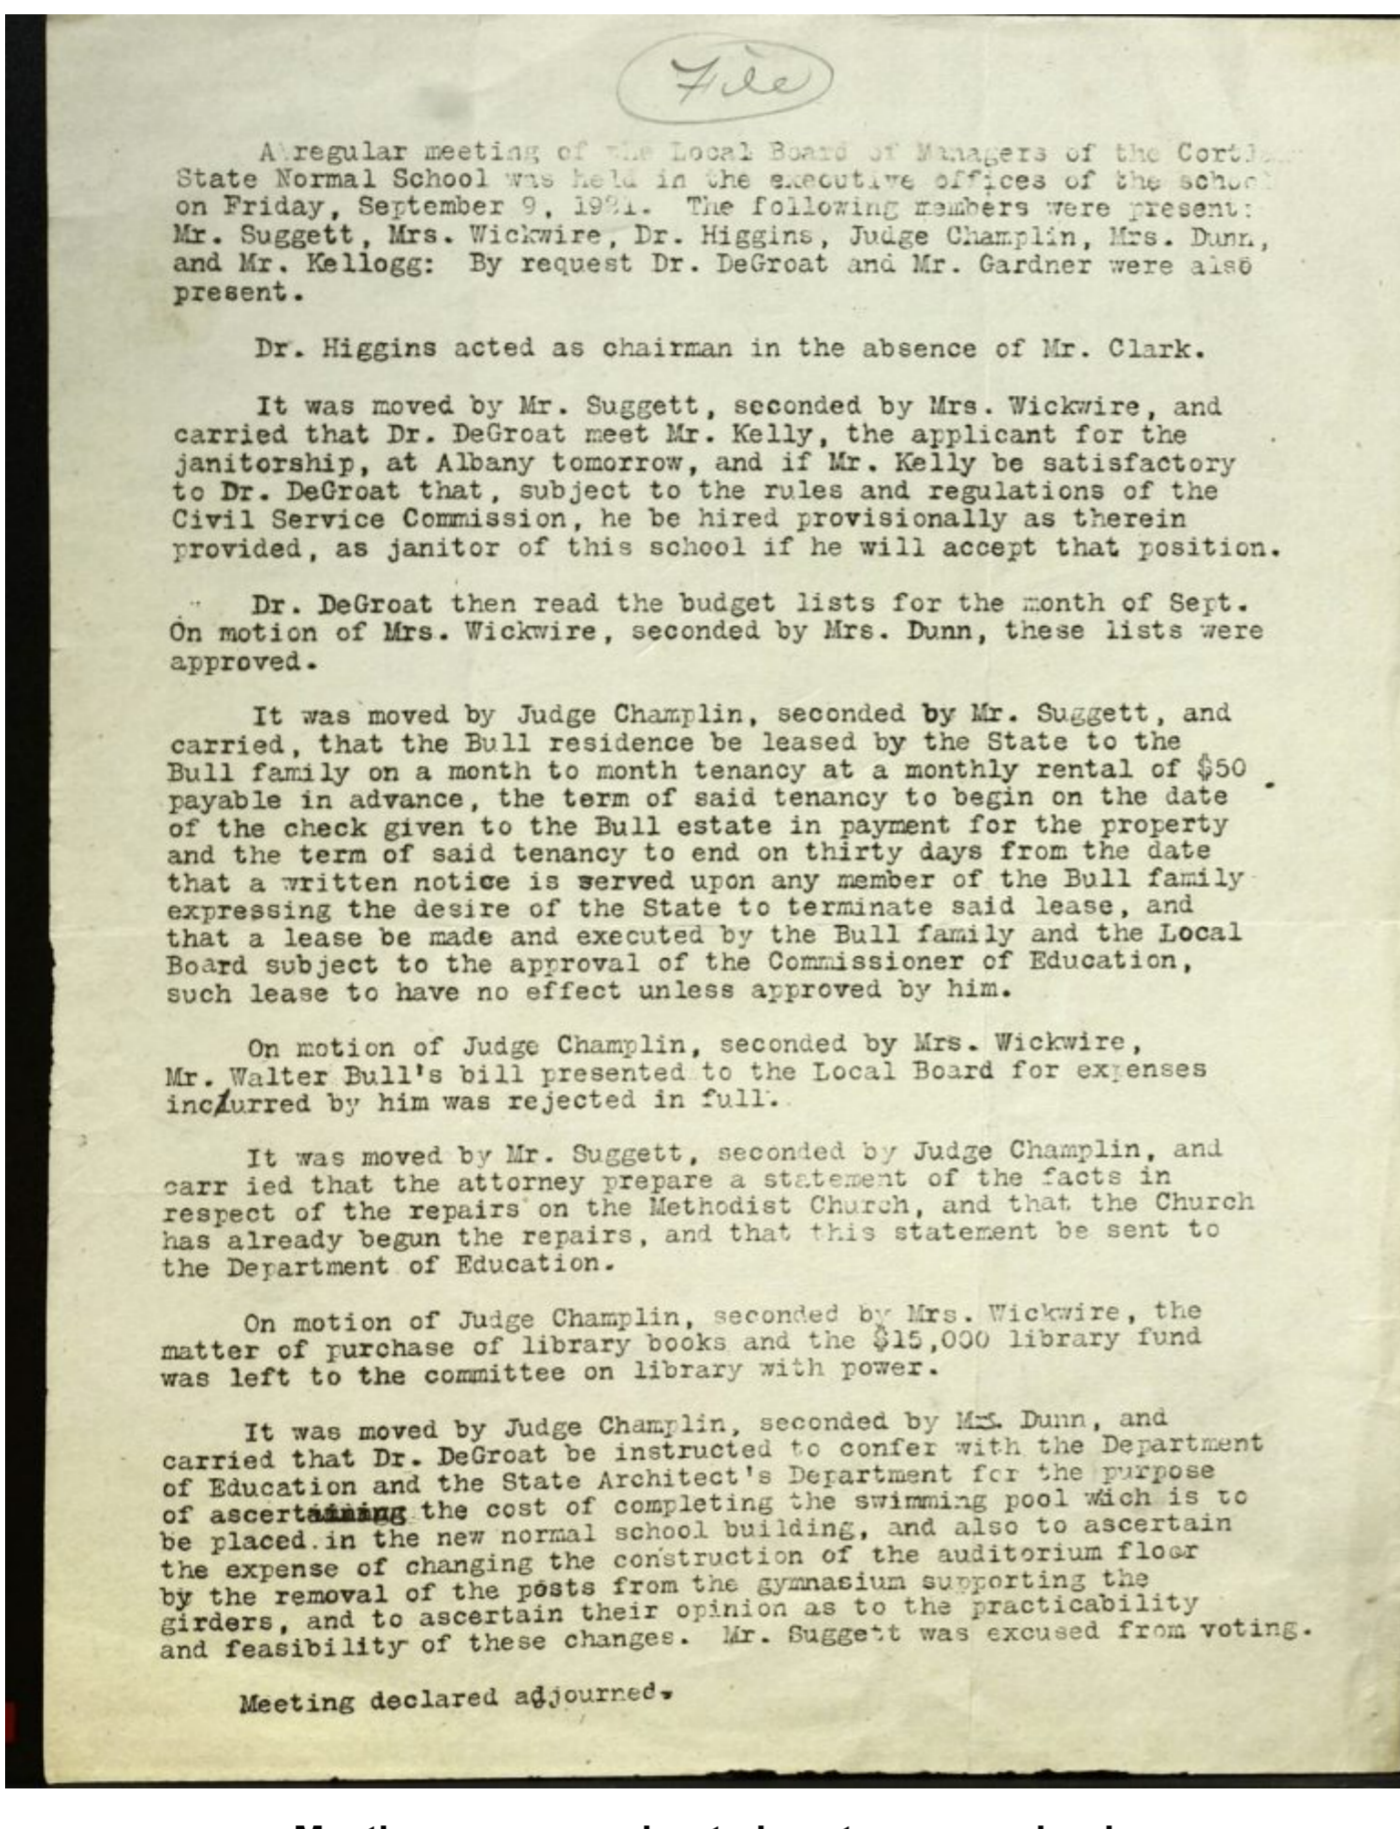 File
A regular meeting of the Local Board of Managers of the
State Normal School was held in the executive offices of the school
on Friday, September 9, 1921. The following members were present:
Mr. Suggett, Mrs. Wickwire, Dr. Higgins, Judge Champlin, Mrs. Dunn,
and Mr. Kellogg: By request Dr. DeGroat and Mr. Gardner were also
present.
Dr. Higgins acted as chairman in the absence of Mr. Clark.
It was moved by Mr. Suggett, seconded by Mrs. Wickwire, and
carried that Dr. DeGroat meet Mr. Kelly, the applicant for the
janitorship, at Albany tomorrow, and if Mr. Kelly be satisfactory
to Dr. DeGroat that, subject to the rules and regulations of the
Civil Service Commission, he be hired provisionally as therein
provided, as janitor of this school if he will accept that position.
Dr. DeGroat then read the budget lists for the month of Sept.
On motion of Mrs. Wickwire, seconded by Mrs. Dunn, these lists were
approved.
It was moved by Judge Champlin, seconded by Mr. Suggett, and
carried, that the Bull residence be leased by the State to the
Bull family on a month to month tenancy at a monthly rental of $50
payable in advance, the term of said tenancy to begin on the date
of the check given to the Bull estate in payment for the property
and the term of said tenancy to end on thirty days from the date
that a written notice is served upon any member of the Bull family
expressing the desire of the State to terminate said lease, and
that a lease be made and executed by the Bull family and the Local
Board subject to the approval of the Commissioner of Education,
such lease to have no effect unless approved by him.
On motion of Judge Champlin, seconded by Mrs. Wickwire,
Mr. Walter Bull's bill presented to the Local Board for expenses
incurred by him was rejected in full.
It was moved by Mr. Suggett, seconded by Judge Champlin, and
carr ied that the attorney prepare a statement of the facts in
respect of the repairs on the Methodist Church, and that the Church
has already begun the repairs, and that this statement be sent to
the Department of Education.
On motion of Judge Champlin, seconded by Mrs. Wickwire, the
matter of purchase of library books and the $15,000 library fund
was left to the committee on library with power.
It was moved by Judge Champlin, seconded by Mrs. Dunn, and
carried that Dr. DeGroat be instructed to confer with the Department
of Education and the State Architect's Department for the purpose
of ascertaining the cost of completing the swimming pool which is to
be placed in the new normal school building, and also to ascertain
the expense of changing the construction of the auditorium floor
by the removal of the posts from the gymnasium supporting the
girders, and to ascertain their opinion as to the practicability
and feasibility of these changes. Mr. Suggett was excused from voting.
Meeting declared adjourned.